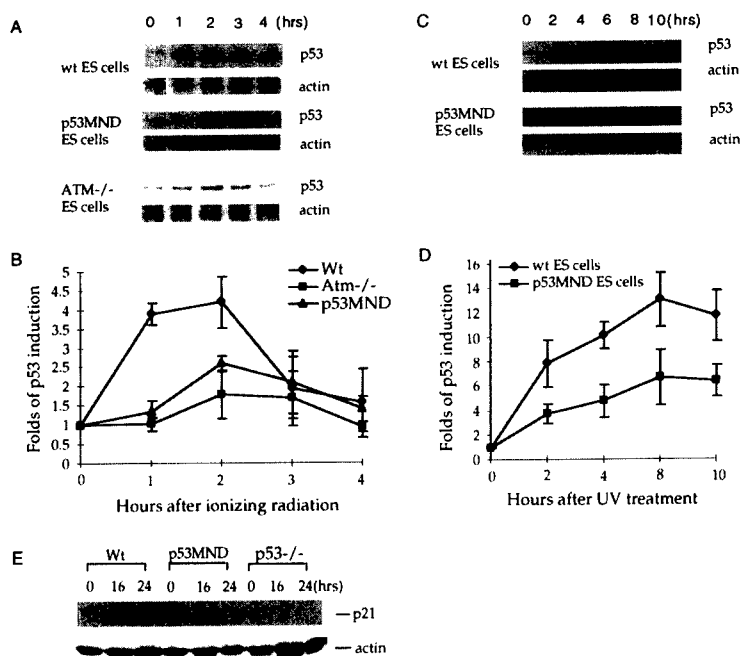 A
0 1 2 3 4 (hrs)
wt ES cells
p53
actin
p53MND
ES cells
p53
actin
ATM-/-
ES cells
p53
actin
C
0 2 4 6 8 10(hrs)
wt ES cells
p53
actin
p53MND
ES cells
p53
actin
B
Folds of p53 induction
5
4.5
4
3.5
3
2.5
2
1.5
1
0.5
0
Wt
Atm-/-
p53MND
0 1 2 3 4
Hours after ionizing radiation
D
Folds of p53 induction
16
14
12
10
8
6
4
2
0
wt ES cells
p53MND ES cells
0 2 4 8 10
Hours after UV treatment
E
Wt p53MND p53-/-
0 16 24 0 16 24 0 16 24(hrs)
p21
actin